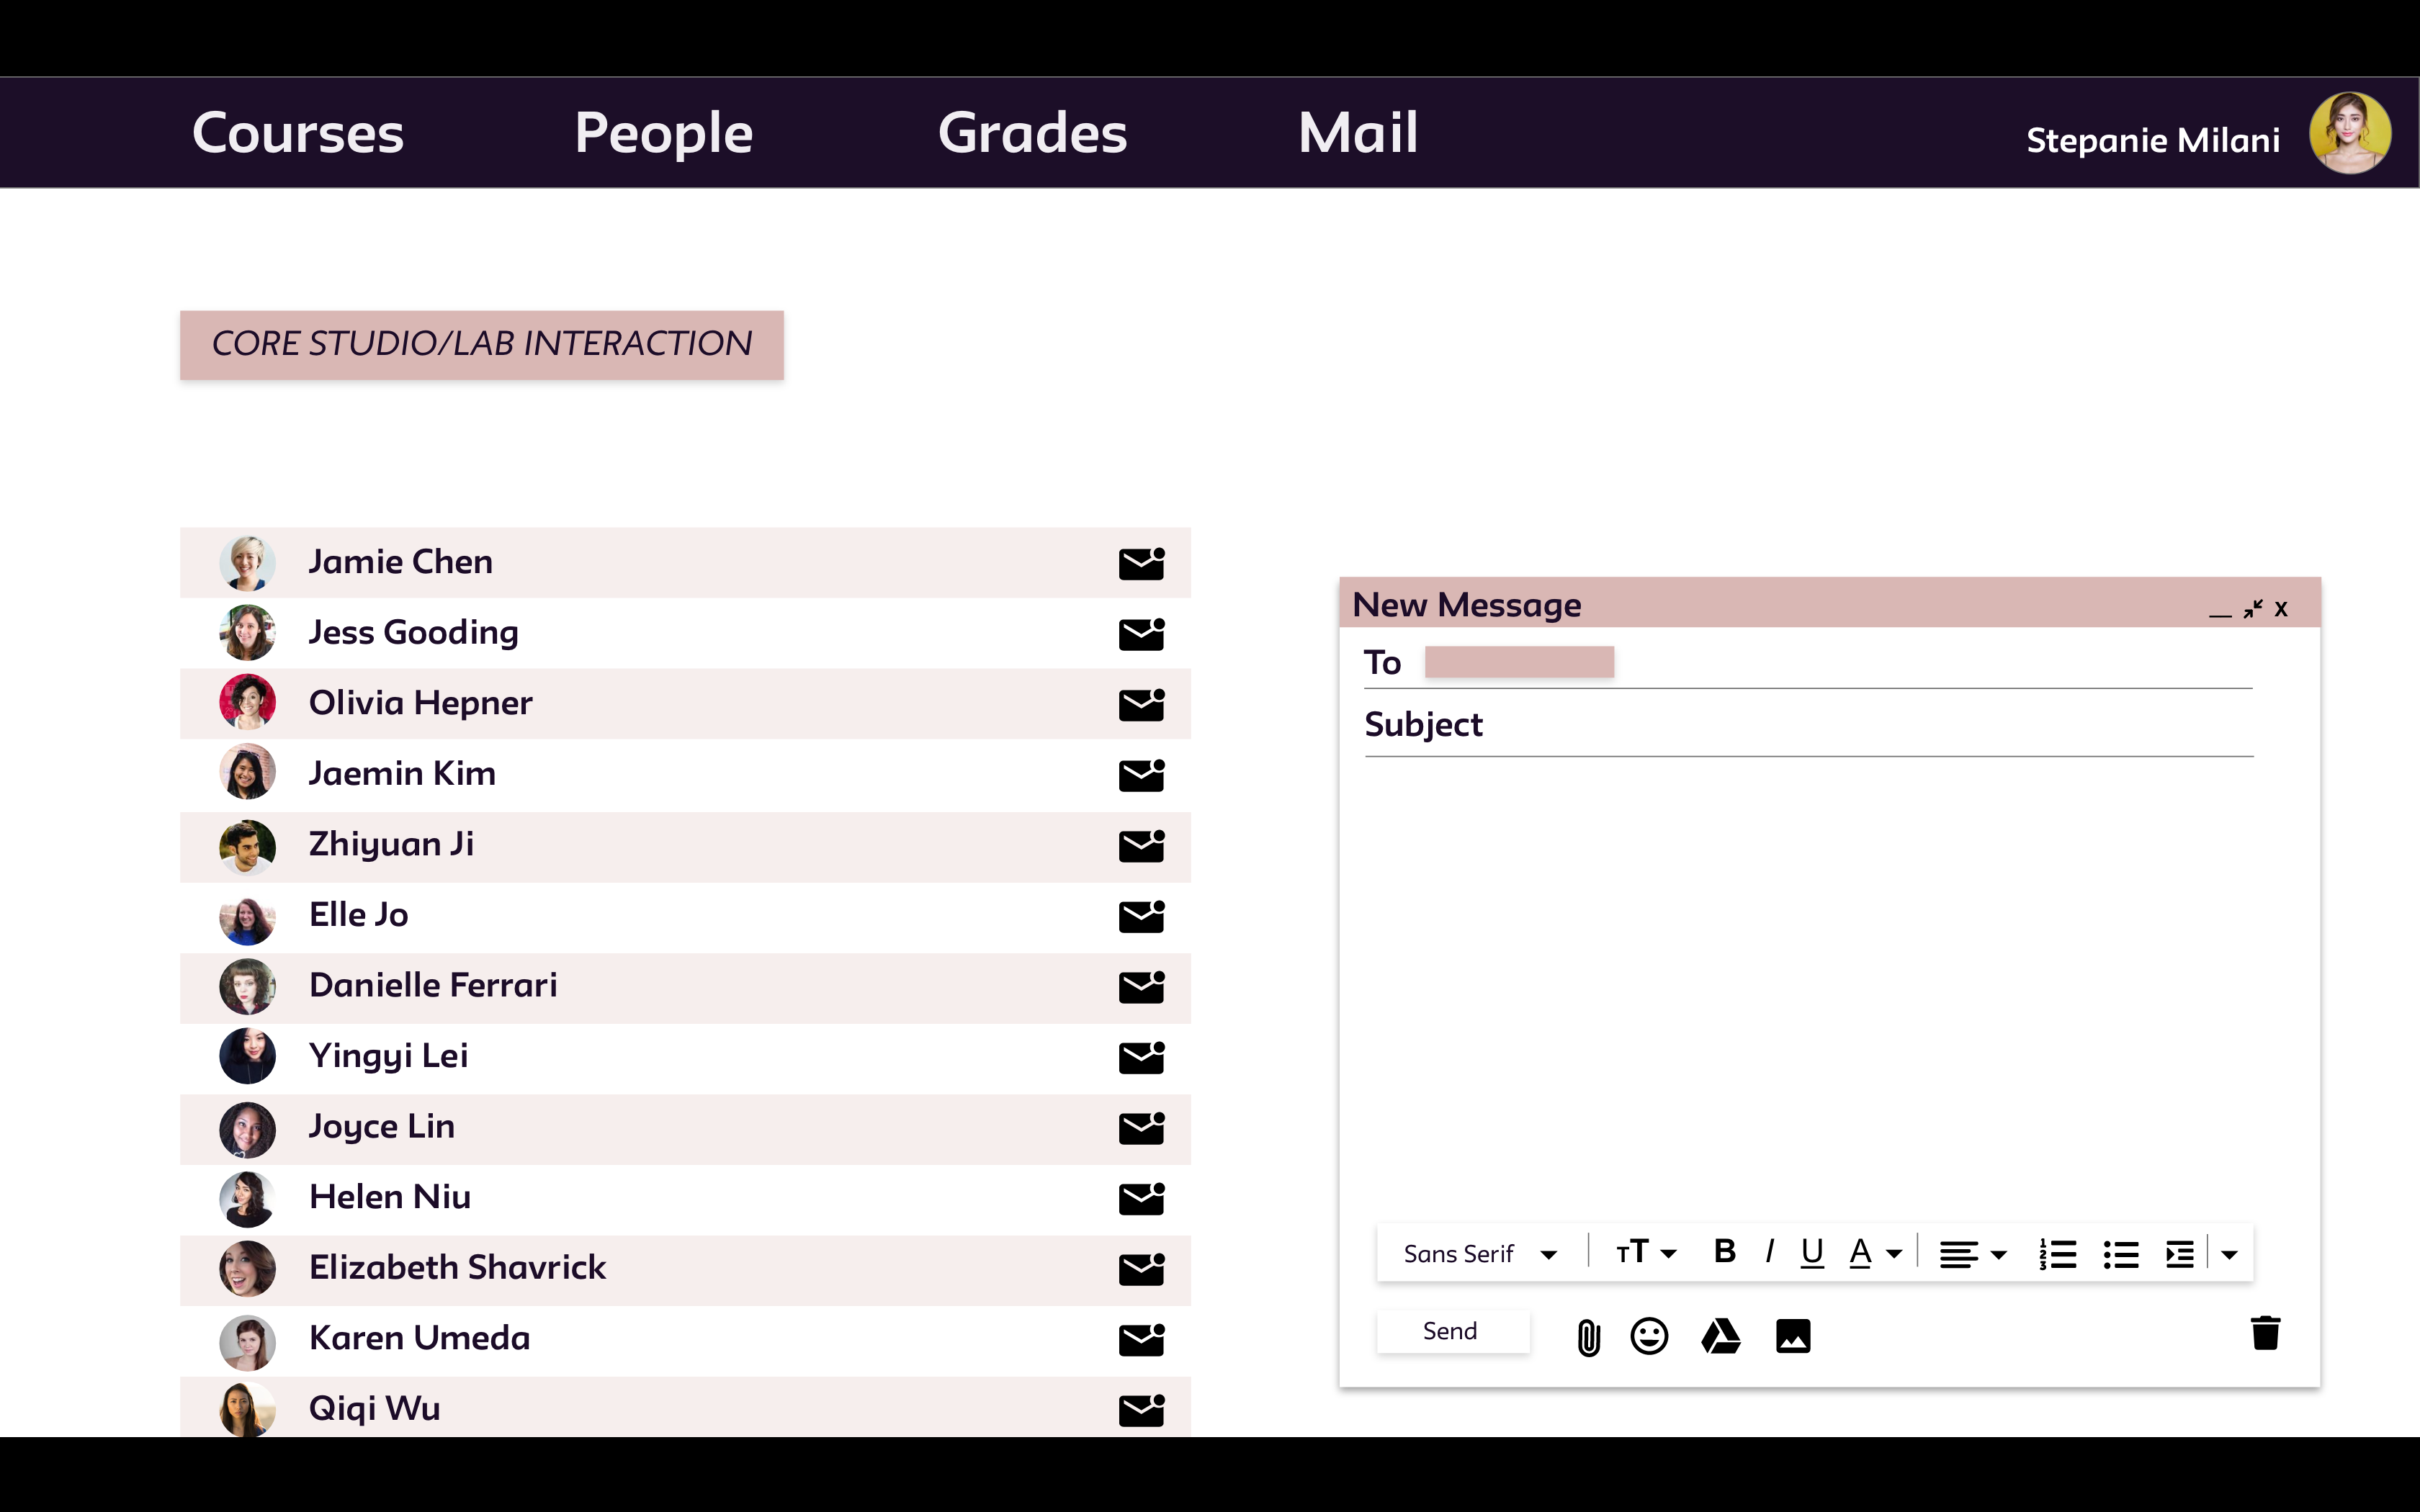 Courses People Grades Mail Stepanie Milani
CORE STUDIO/LAB INTERACTION
Jamie Chen
Jess Gooding
Olivia Hepner
Jaemin Kim
Zhiyuan Ji
Elle Jo
Danielle Ferrari
Yingyi Lei
Joyce Lin
Helen Niu
Elizabeth Shavrick
Karen Umeda
Qiqi Wu
New Message
To
Subject
Sans Serif
Send